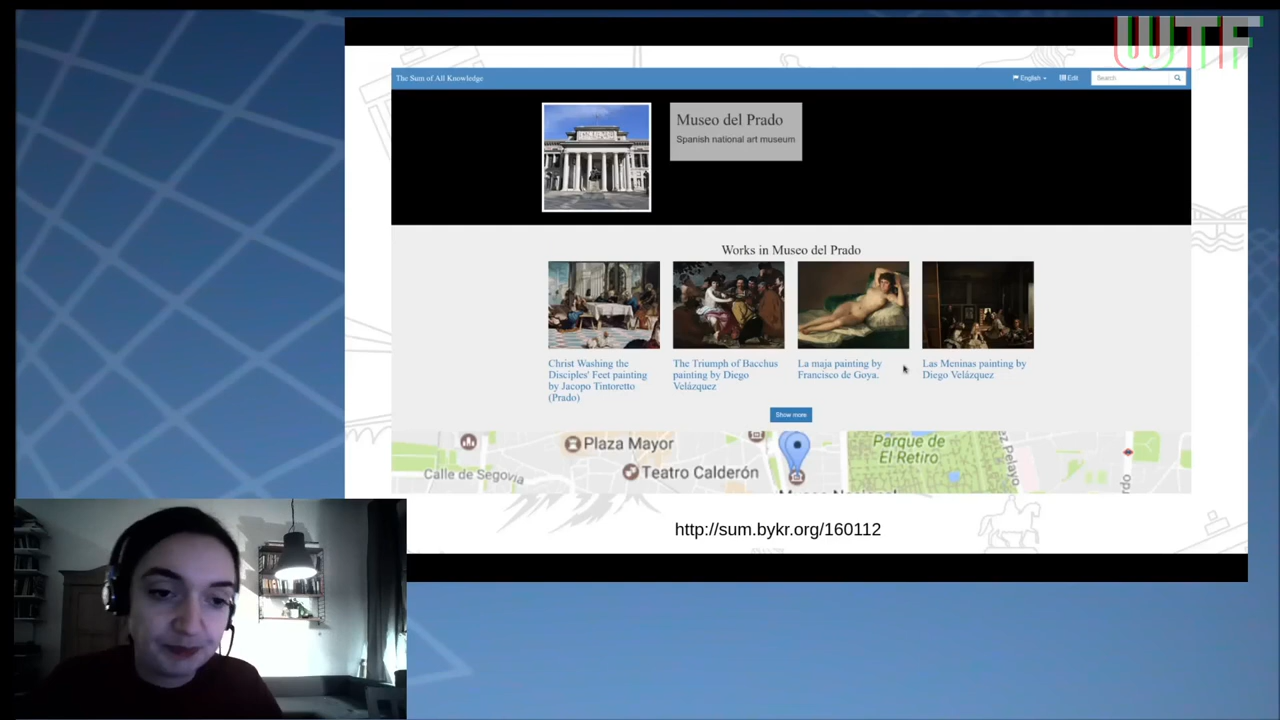 WTF
The Sum of All Knowledge
English
Edit
Search
Museo del Prado
Spanish national art museum
Works in Museo del Prado
Christ Washing the
Disciples' Feet painting
by Jacopo Tintoretto
(Prado)
The Triumph of Bacchus
painting by Diego
Velázquez
La maja painting by
Francisco de Goya.
Las Meninas painting by
Diego Velázquez
Show more
Plaza Mayor
Parque de
El Retiro
Calle de Segovia
Teatro Calderón
http://sum.bykr.org/160112